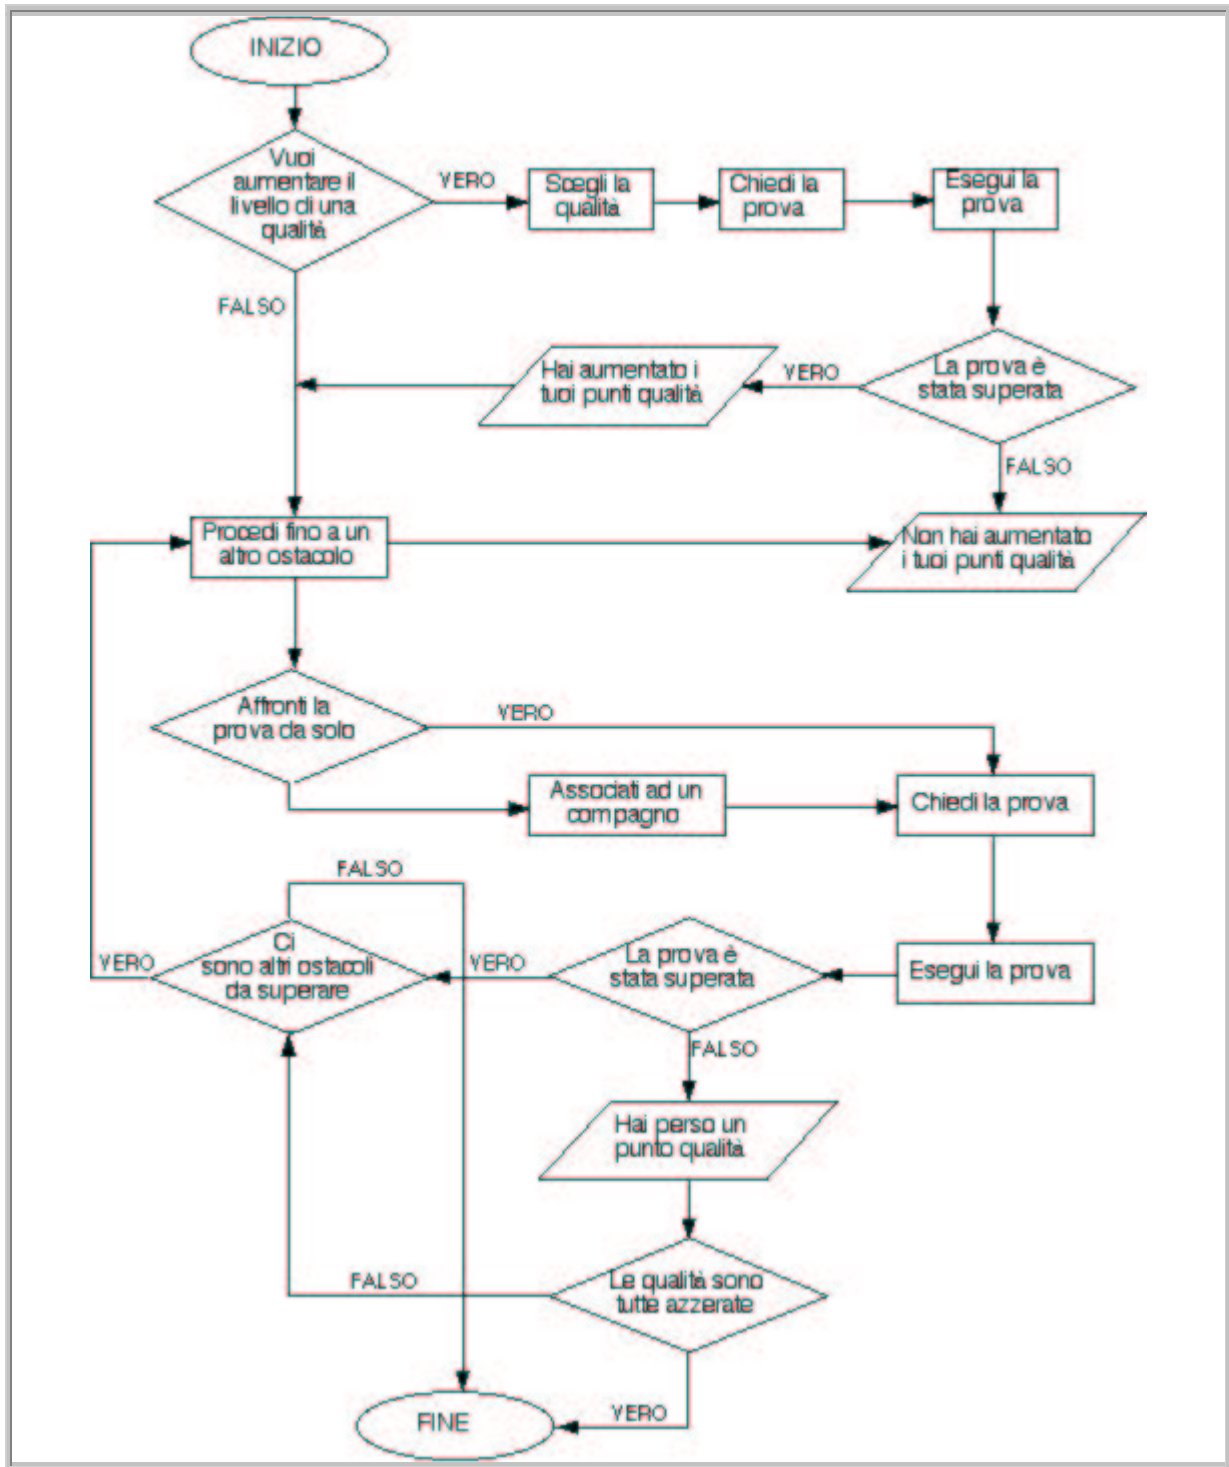 INIZIO
Vuoi
aumentare il
livello di una
qualità
VERO
Scegli la
qualità
Chiedi la
prova
Esegui la
prova
FALSO
Hai aumentato i
tuoi punti qualità
VERO
La prova è
stata superata
FALSO
Procedi fino a un
altro ostacolo
Non hai aumentato
i tuoi punti qualità
Affronti la
prova da solo
VERO
Associati ad un
compagno
Chiedi la prova
FALSO
Ci
sono altri ostacoli
da superare
VERO
VERO
La prova è
stata superata
Esegui la prova
FALSO
Hai perso un
punto qualità
FALSO
Le qualità sono
tutte azzerate
VERO
FINE